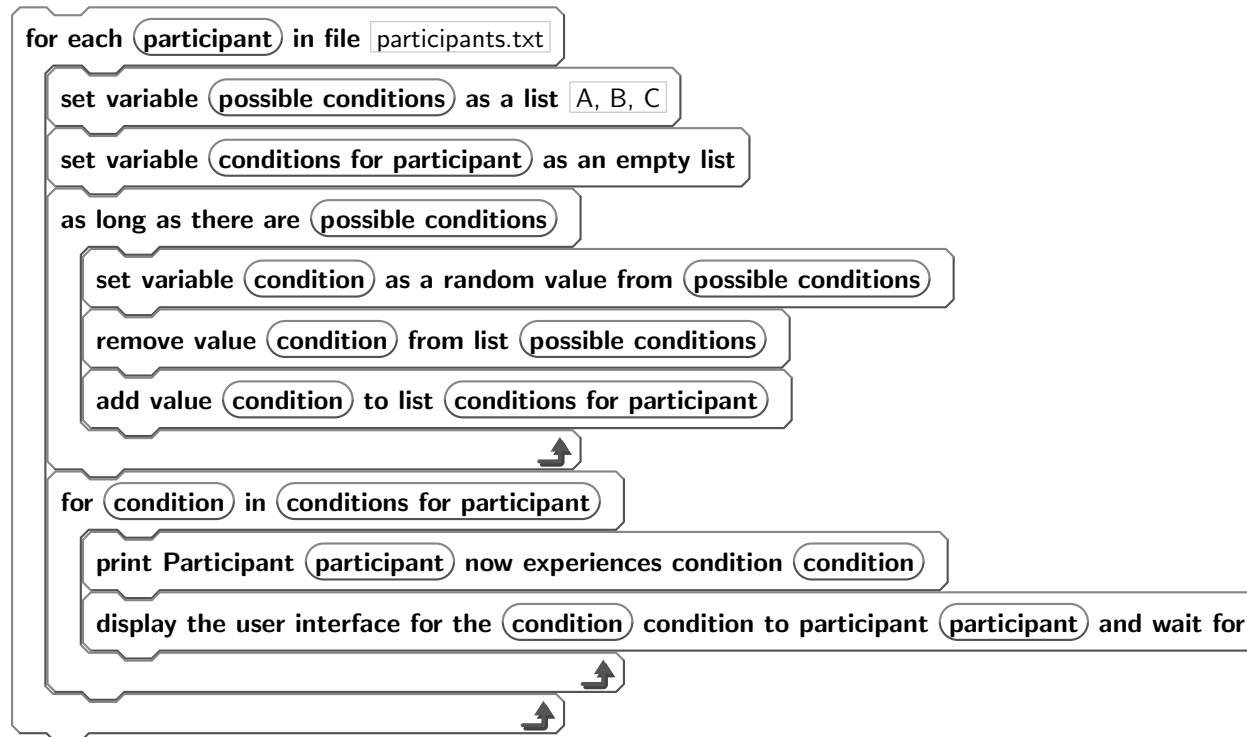 for each participant in file participants.txt
set variable possible conditions as a list A, B, C
set variable conditions for participant as an empty list
as long as there are possible conditions
set variable condition as a random value from possible conditions
remove value condition from list possible conditions
add value condition to list conditions for participant
for condition in conditions for participant
print Participant participant now experiences condition condition
display the user interface for the condition condition to participant participant and wait for